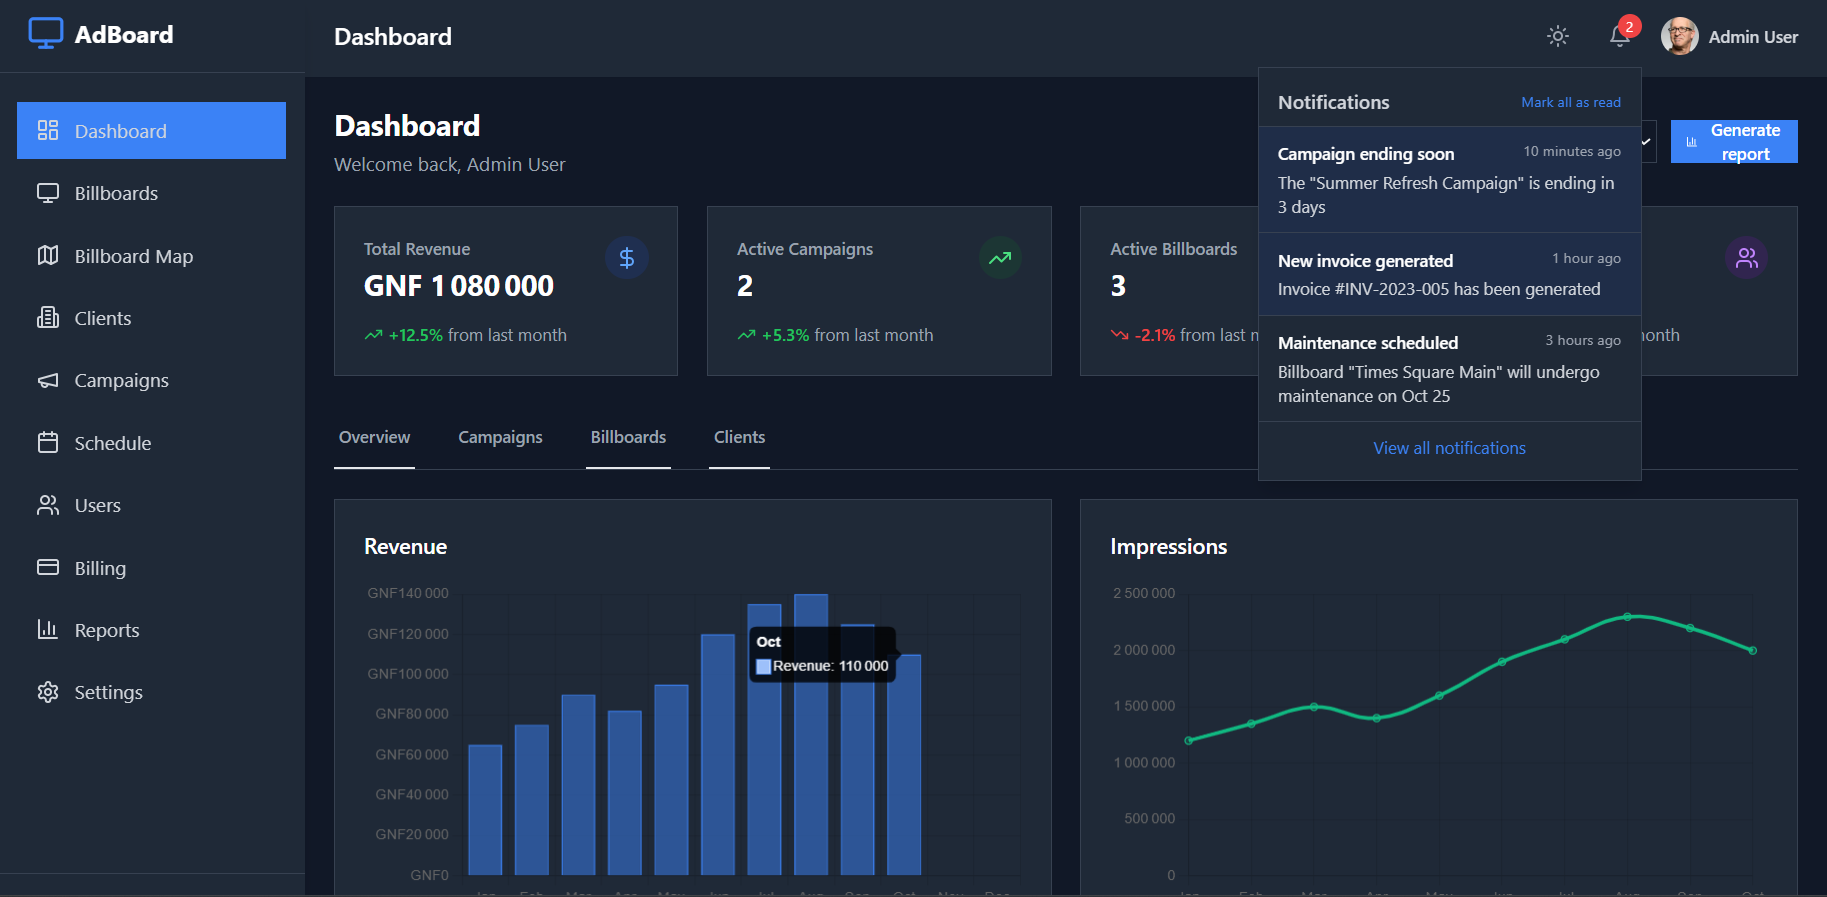 AdBoard
Dashboard
Billboards
Billboard Map
Clients
Campaigns
Schedule
Users
Billing
Reports
Settings
Dashboard
2
Admin User
Dashboard
Welcome back, Admin User
Generate
report
Notifications
Mark all as read
Campaign ending soon
10 minutes ago
The "Summer Refresh Campaign" is ending in
3 days
New invoice generated
1 hour ago
Invoice #INV-2023-005 has been generated
Maintenance scheduled
3 hours ago
Billboard "Times Square Main" will undergo
maintenance on Oct 25
View all notifications
Total Revenue
GNF 1 080 000
+12.5% from last month
Active Campaigns
2
+5.3% from last month
Active Billboards
3
-2.1% from last
Overview
Campaigns
Billboards
Clients
Revenue
GNF140 000
GNF120 000
GNF100 000
GNF80 000
GNF60 000
GNF40 000
GNF20 000
GNF0
Oct
Revenue: 110 000
Impressions
2 500 000
2 000 000
1 500 000
1 000 000
500 000
0